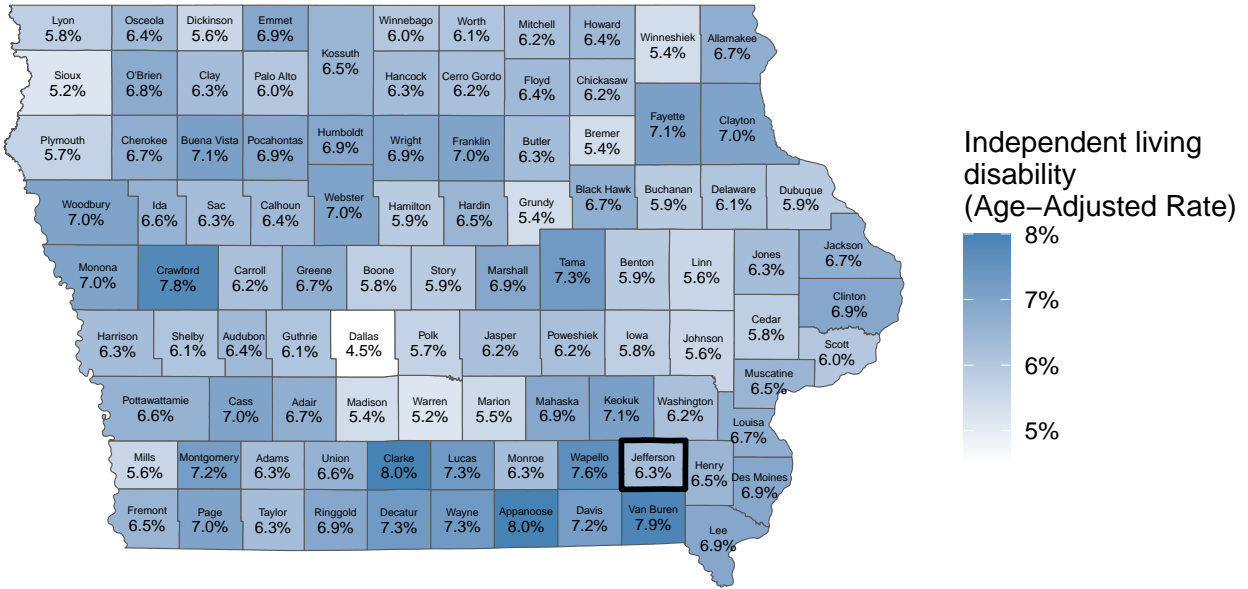 Lyon
5.8%
Osceola
6.4%
Dickinson
5.6%
Emmet
6.9%
Kossuth
6.5%
Winnebago
6.0%
Worth
6.1%
Mitchell
6.2%
Howard
6.4%
Winneshiek
5.4%
Allamakee
6.7%
Sioux
5.2%
O'Brien
6.8%
Clay
6.3%
Palo Alto
6.0%
Hancock
6.3%
Cerro Gordo
6.2%
Floyd
6.4%
Chickasaw
6.2%
Fayette
7.1%
Clayton
7.0%
Plymouth
5.7%
Cherokee
6.7%
Buena Vista
7.1%
Pocahontas
6.9%
Humboldt
6.9%
Wright
6.9%
Franklin
7.0%
Butler
6.3%
Bremer
5.4%
Woodbury
7.0%
Ida
6.6%
Sac
6.3%
Calhoun
6.4%
Webster
7.0%
Hamilton
5.9%
Hardin
6.5%
Grundy
5.4%
Black Hawk
6.7%
Buchanan
5.9%
Delaware
6.1%
Dubuque
5.9%
Monona
7.0%
Crawford
7.8%
Carroll
6.2%
Greene
6.7%
Boone
5.8%
Story
5.9%
Marshall
6.9%
Tama
7.3%
Benton
5.9%
Linn
5.6%
Jones
6.3%
Jackson
6.7%
Clinton
6.9%
Harrison
6.3%
Shelby
6.1%
Audubon
6.4%
Guthrie
6.1%
Dallas
4.5%
Polk
5.7%
Jasper
6.2%
Poweshiek
6.2%
Iowa
5.8%
Johnson
5.6%
Cedar
5.8%
Scott
6.0%
Muscatine
6.5%
Pottawattamie
6.6%
Cass
7.0%
Adair
6.7%
Madison
5.4%
Warren
5.2%
Marion
5.5%
Mahaska
6.9%
Keokuk
7.1%
Washington
6.2%
Louisa
6.7%
Mills
5.6%
Montgomery
7.2%
Adams
6.3%
Union
6.6%
Clarke
8.0%
Lucas
7.3%
Monroe
6.3%
Wapello
7.6%
Jefferson
6.3%
Henry
6.5%
Des Moines
6.9%
Fremont
6.5%
Page
7.0%
Taylor
6.3%
Ringgold
6.9%
Decatur
7.3%
Wayne
7.3%
Appanoose
8.0%
Davis
7.2%
Van Buren
7.9%
Lee
6.9%
Independent living
disability
(Age−Adjusted Rate)
8%
7%
6%
5%